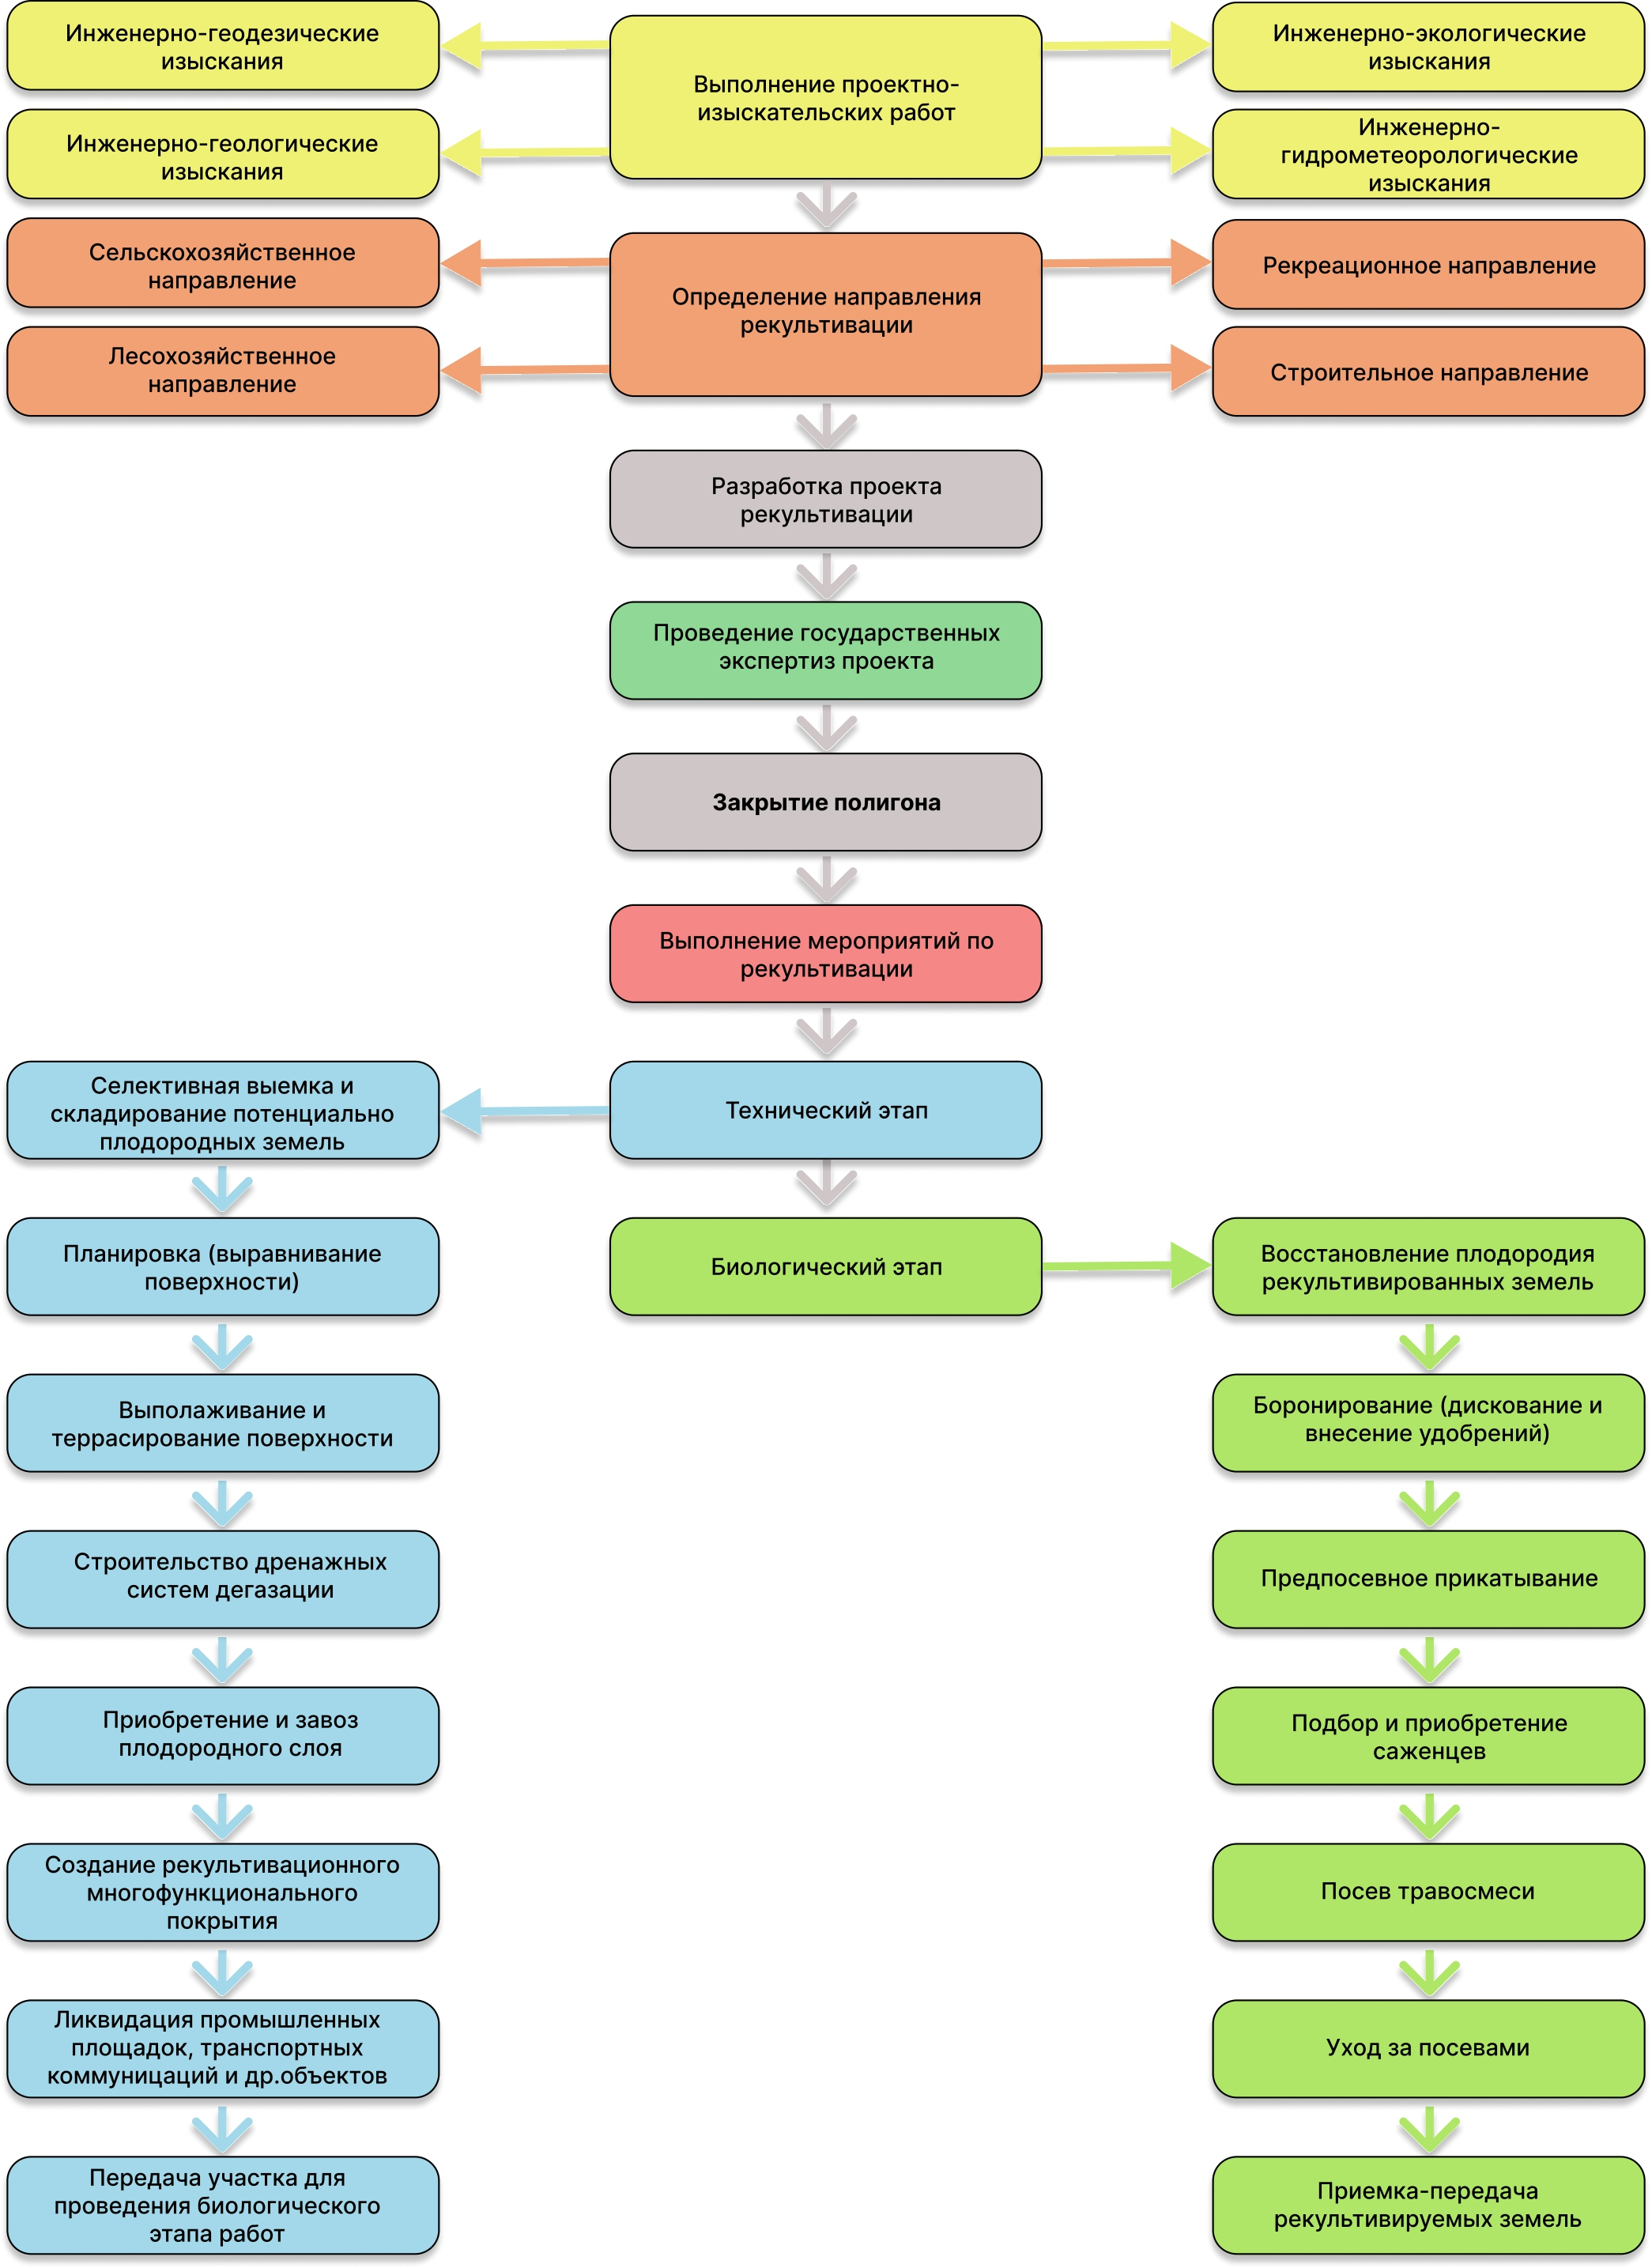 Инженерно-геодезические
изыскания
Выполнение проектно-
изыскательских работ
Инженерно-экологические
изыскания
Инженерно-геологические
изыскания
Инженерно-
гидрометеорологические
изыскания
Сельскохозяйственное
направление
Определение направления
рекультивации
Рекреационное направление
Лесохозяйственное
направление
Строительное направление
Разработка проекта
рекультивации
Проведение государственных
экспертиз проекта
Закрытие полигона
Выполнение мероприятий по
рекультивации
Технический этап
Селективная выемка и
складирование потенциально
плодородных земель
Планировка (выравнивание
поверхности)
Выполаживание и
террасирование поверхности
Строительство дренажных
систем дегазации
Приобретение и завоз
плодородного слоя
Создание рекультивационного
многофункционального
покрытия
Ликвидация промышленных
площадок, транспортных
коммуницаций и др.объектов
Передача участка для
проведения биологического
этапа работ
Биологический этап
Восстановление плодородия
рекультивированных земель
Боронирование (дискование и
внесение удобрений)
Предпосевное прикатывание
Подбор и приобретение
саженцев
Посев травосмеси
Уход за посевами
Приемка-передача
рекультивируемых земель